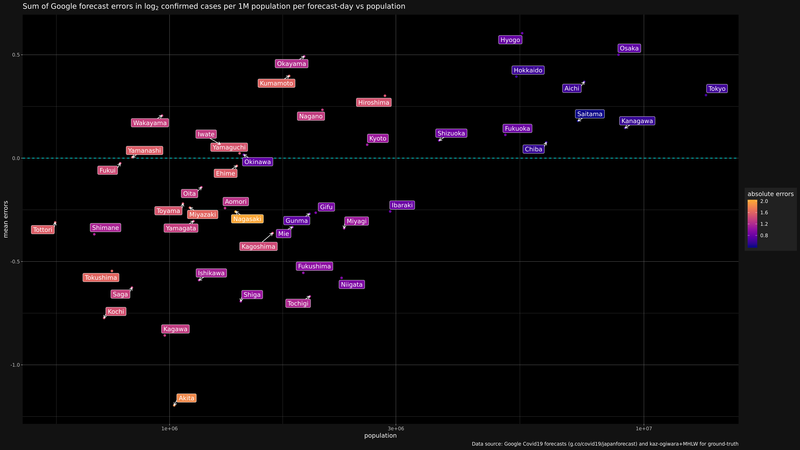 Sum of Google forecast errors in log2 confirmed cases per 1M population per forecast-day vs population
Hyogo
Osaka
0.5
Okayama
Hokkaido
Kumamoto
Aichi
Tokyo
Hiroshima
Nagano
Saitama
Wakayama
Kanagawa
Iwate
Fukuoka
Kyoto
Shizuoka
Yamanashi
Yamaguchi
Chiba
0.0
Okinawa
Fukui
Ehime
absolute errors
Oita
2.0
Aomori
1.6
Toyama
Miyazaki
Gifu
Ibaraki
1.2
Nagasaki
Gunma
Miyagi
0.8
Tottori
Shimane
Yamagata
Mie
mean errors
Kagoshima
-0.5
Fukushima
Ishikawa
Tokushima
Niigata
Saga
Shiga
Tochigi
Kochi
Kagawa
-1.0
Akita
1e+06
3e+06
1e+07
population
Data source: Google Covid19 forecasts (g.co/covid19/japanforecast) and kaz-ogiwara+MHLW for ground-truth